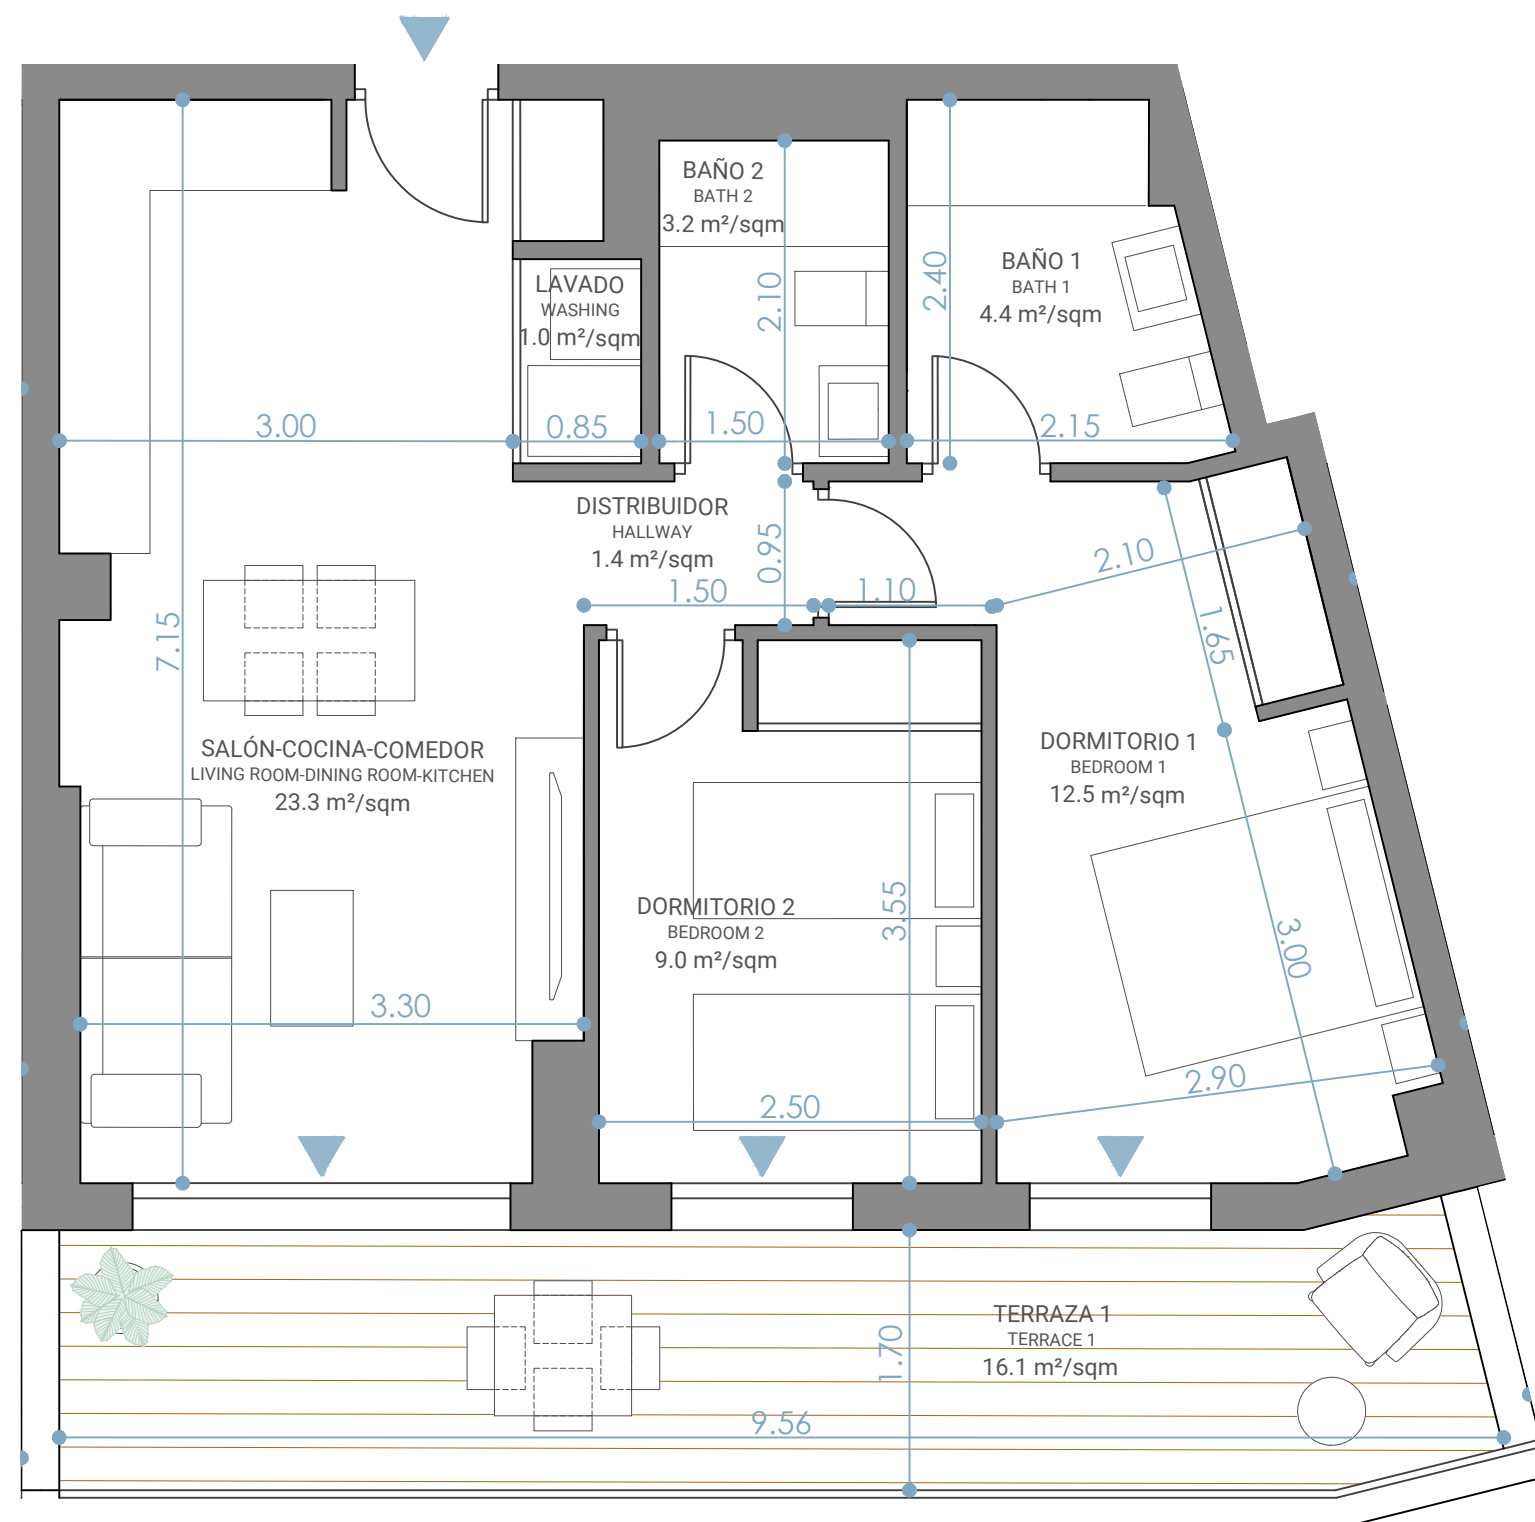 BAÑO 2
BATH 2
3.2 m²/sqm
2.10
BAÑO 1
BATH 1
4.4 m²/sqm
2.40
LAVADO
WASHING
1.0 m²/sqm
3.00
0.85
1.50
2.15
DISTRIBUIDOR
HALLWAY
1.4 m²/sqm
0.95
1.50
1.10
2.10
1.65
7.15
SALÓN-COCINA-COMEDOR
LIVING ROOM-DINING ROOM-KITCHEN
23.3 m²/sqm
DORMITORIO 1
BEDROOM 1
12.5 m²/sqm
DORMITORIO 2
BEDROOM 2
9.0 m²/sqm
3.55
3.00
3.30
2.50
2.90
TERRAZA 1
TERRACE 1
16.1 m²/sqm
1.70
9.56